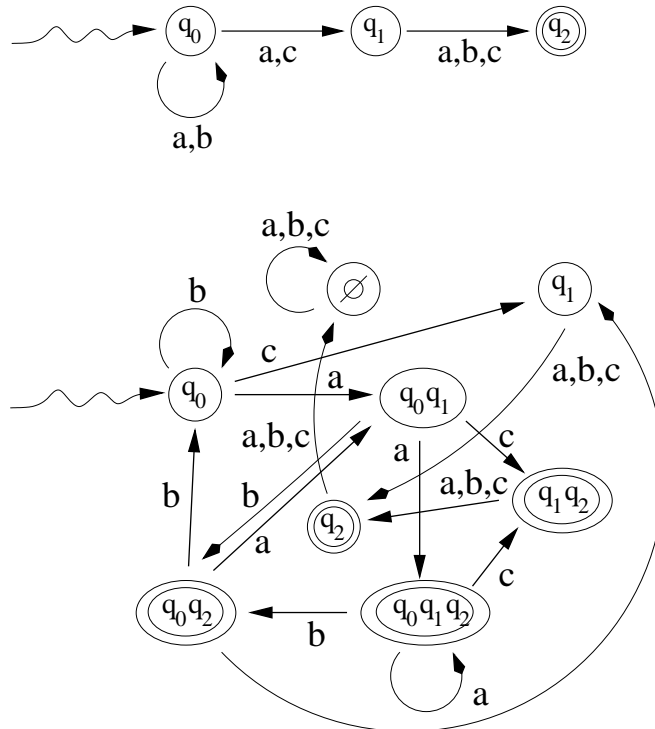 q₀ q₁ q₂
a,c a,b,c
a,b
a,b,c
b ∅ q₁
c
q₀ a q₀q₁ a,b,c
a,b,c a c
b b a,b,c q₁q₂
a q₂
c
q₀q₂ b q₀q₁q₂
a